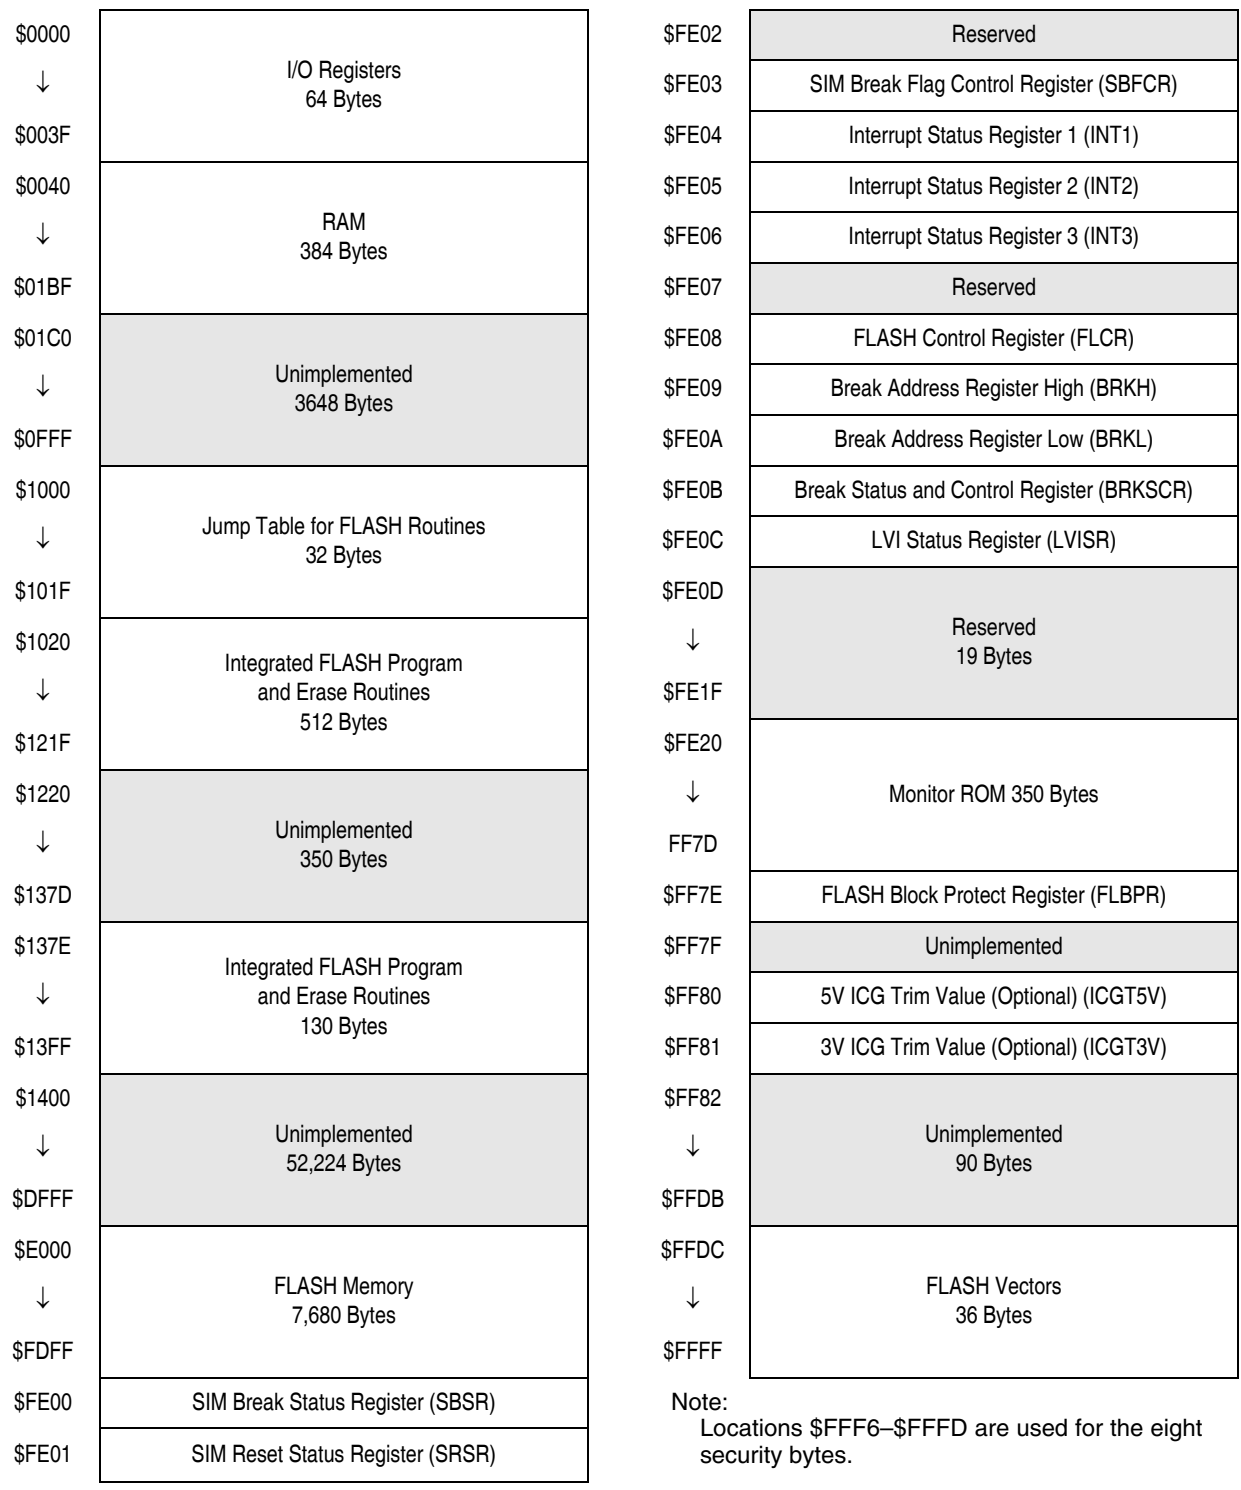 $0000
↓
$003F
I/O Registers
64 Bytes
$0040
↓
$01BF
RAM
384 Bytes
$01C0
↓
$0FFF
Unimplemented
3648 Bytes
$1000
↓
$101F
Jump Table for FLASH Routines
32 Bytes
$1020
↓
$121F
Integrated FLASH Program
and Erase Routines
512 Bytes
$1220
↓
$137D
Unimplemented
350 Bytes
$137E
↓
$13FF
Integrated FLASH Program
and Erase Routines
130 Bytes
$1400
↓
$DFFF
Unimplemented
52,224 Bytes
$E000
↓
$FDFF
FLASH Memory
7,680 Bytes
$FE00 SIM Break Status Register (SBSR)
$FE01 SIM Reset Status Register (SRSR)
$FE02 Reserved
$FE03 SIM Break Flag Control Register (SBFCR)
$FE04 Interrupt Status Register 1 (INT1)
$FE05 Interrupt Status Register 2 (INT2)
$FE06 Interrupt Status Register 3 (INT3)
$FE07 Reserved
$FE08 FLASH Control Register (FLCR)
$FE09 Break Address Register High (BRKH)
$FE0A Break Address Register Low (BRKL)
$FE0B Break Status and Control Register (BRKSCR)
$FE0C LVI Status Register (LVISR)
$FE0D
↓
$FE1F
Reserved
19 Bytes
$FE20
↓
FF7D
Monitor ROM 350 Bytes
$FF7E FLASH Block Protect Register (FLBPR)
$FF7F Unimplemented
$FF80 5V ICG Trim Value (Optional) (ICGT5V)
$FF81 3V ICG Trim Value (Optional) (ICGT3V)
$FF82
↓
$FFDB
Unimplemented
90 Bytes
$FFDC
↓
$FFFF
FLASH Vectors
36 Bytes
Note:
Locations $FFF6–$FFFD are used for the eight
security bytes.